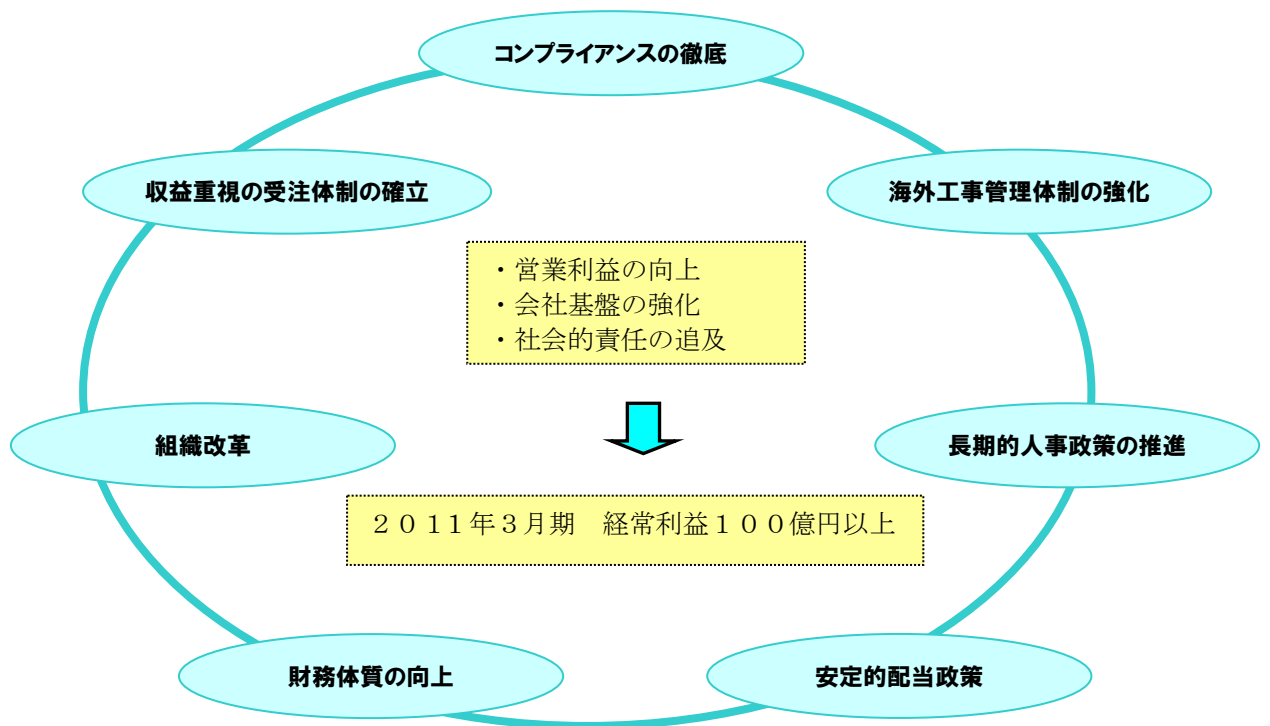 コンプライアンスの徹底
収益重視の受注体制の確立
海外工事管理体制の強化
・営業利益の向上
・会社基盤の強化
・社会的責任の追及
組織改革
長期的人事政策の推進
２０１１年３月期　経常利益１００億円以上
財務体質の向上
安定的配当政策